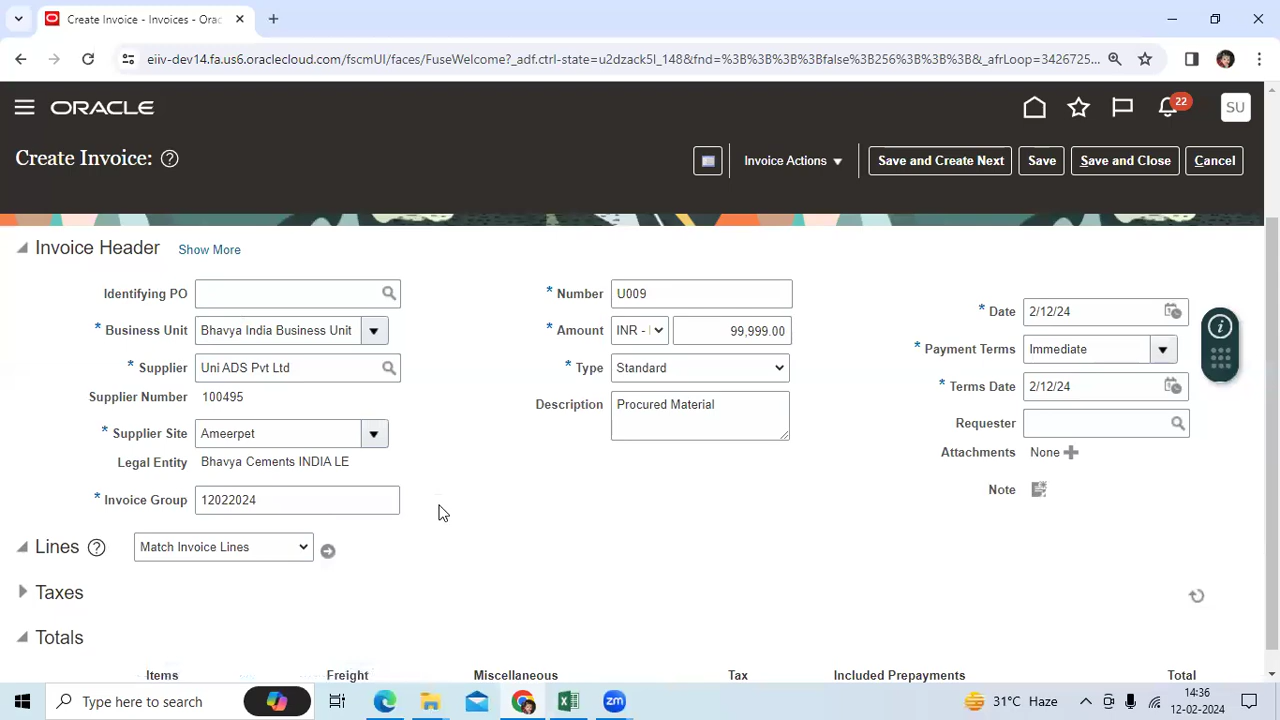 Create Invoice - Invoices - Orac
eiiv-dev14.fa.us6.oraclecloud.com/fscmUI/faces/FuseWelcome?_adf.ctrl-state=u2dzack5l_148&fnd=%3B%3B%3B%3Bfalse%3B256%3B%3B%3B&_afrLoop=3426725...
ORACLE
22
SU
Create Invoice:
Invoice Actions
Save and Create Next
Save
Save and Close
Cancel
Invoice Header
Show More
Identifying PO
* Number U009
* Date 2/12/24
* Business Unit Bhavya India Business Unit
* Amount INR - 99,999.00
* Payment Terms Immediate
* Supplier Uni ADS Pvt Ltd
* Type Standard
* Terms Date 2/12/24
Supplier Number 100495
Description Procured Material
Requester
* Supplier Site Ameerpet
Attachments None
Legal Entity Bhavya Cements INDIA LE
Note
* Invoice Group 12022024
Lines
Match Invoice Lines
Taxes
Totals
Items Freight Miscellaneous Tax Included Prepayments Total
Type here to search
zm
31°C Haze
14:36
12-02-2024